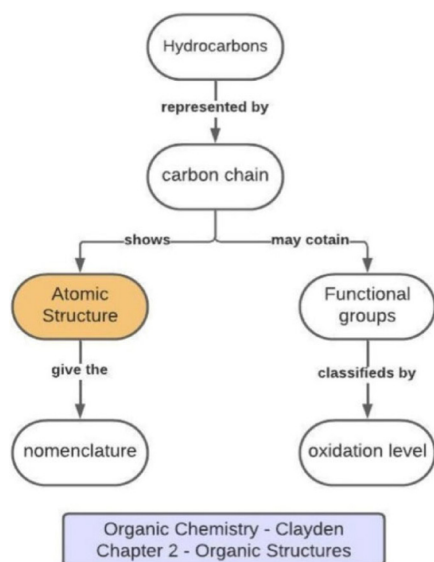 Hydrocarbons
represented by
carbon chain
shows
may cotain
Atomic
Structure
Functional
groups
give the
classifieds by
nomenclature
oxidation level
Organic Chemistry - Clayden
Chapter 2 - Organic Structures